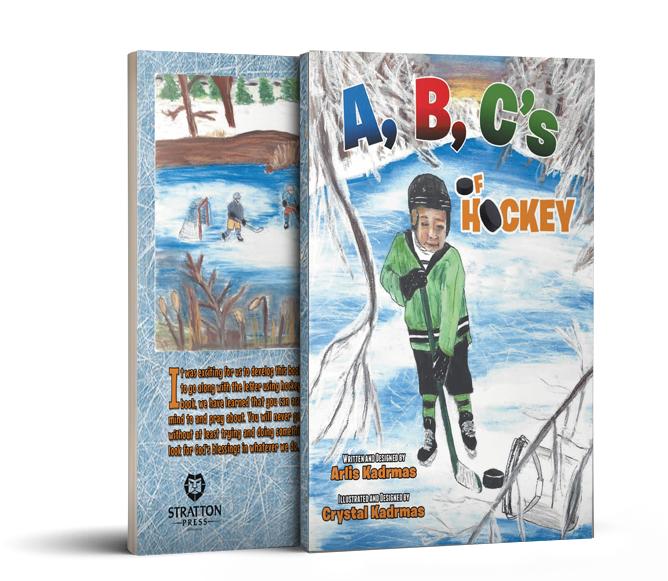 A, B, C's
OF
HOCKEY
WRITTEN AND DESIGNED BY
Arlis Kadrmas
ILLUSTRATED AND DESIGNED BY
Crystal Kadrmas
It was exciting for us to develop this
to go along with the letter using
book, we have learned that you can
mind to and pray about. You will never
without at least trying and doing
look for God's blessings in whatever we do.
STRATTON
PRESS